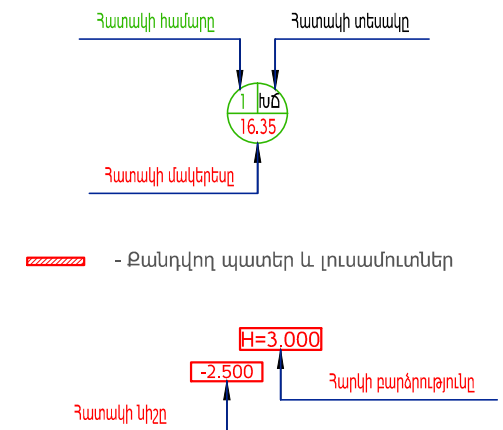 Հատակի համարը
Հատակի տեսակը
1 ԽՃ
16.35
Հատակի մակերեսը
- Քանդվող պատեր և լուսամուտներ
H=3.000
-2.500
Հարկի բարձրությունը
Հատակի նիշը